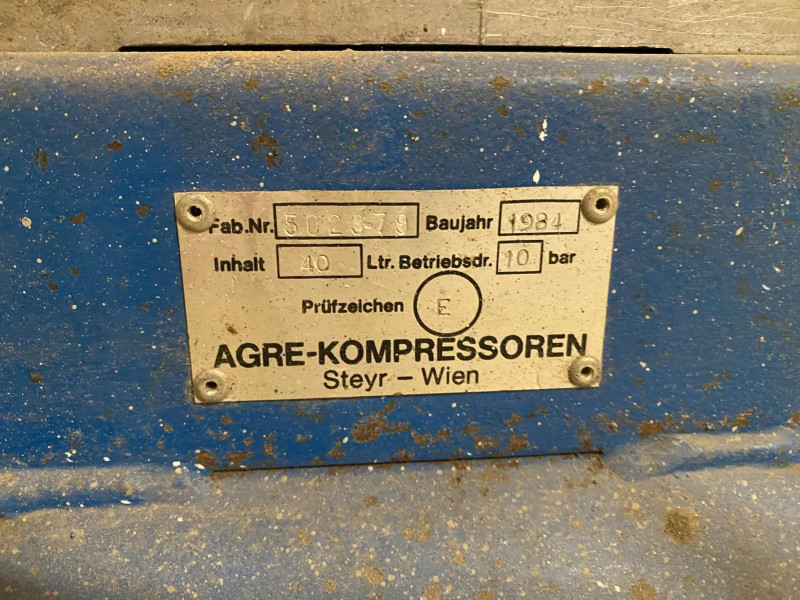 Fab.Nr. 502379 Baujahr 1984
Inhalt 40 Ltr. Betriebsdr. 10 bar
Prüfzeichen E
AGRE-KOMPRESSOREN
Steyr – Wien